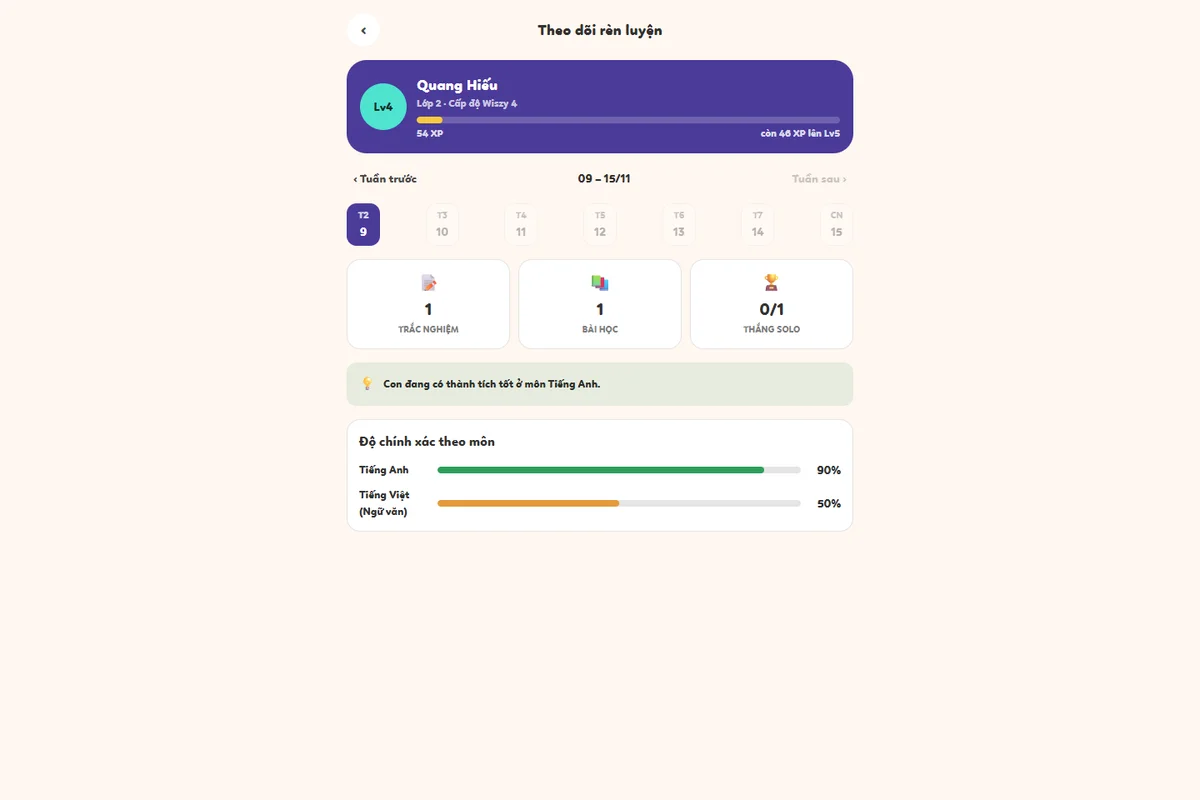 ‹
Theo dõi rèn luyện
Lv4
Quang Hiếu
Lớp 2 · Cấp độ Wiszy 4
54 XP
còn 46 XP lên Lv5
‹ Tuần trước
09 – 15/11
Tuần sau ›
T2
9
T3
10
T4
11
T5
12
T6
13
T7
14
CN
15
1
TRẮC NGHIỆM
1
BÀI HỌC
0/1
THẮNG SOLO
Con đang có thành tích tốt ở môn Tiếng Anh.
Độ chính xác theo môn
Tiếng Anh
90%
Tiếng Việt
(Ngữ văn)
50%